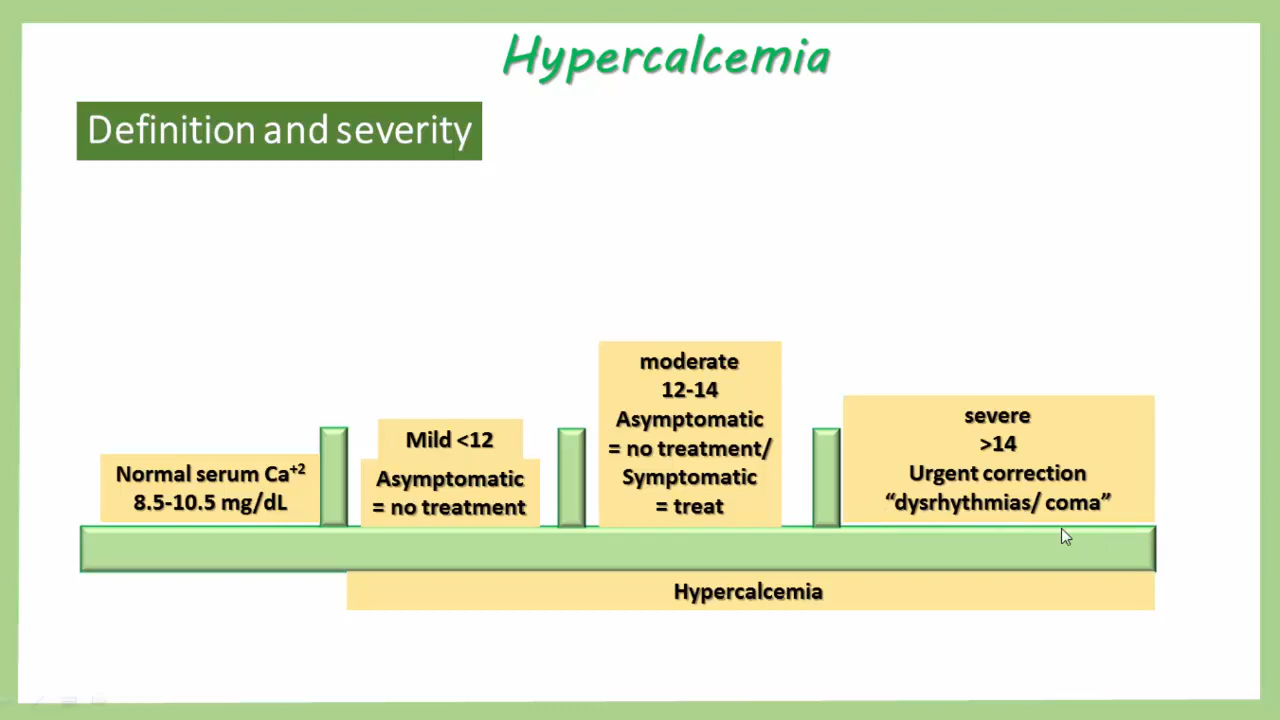 Hypercalcemia
Definition and severity
Normal serum Ca+2
8.5-10.5 mg/dL
Mild <12
Asymptomatic
= no treatment
moderate
12-14
Asymptomatic
= no treatment/
Symptomatic
= treat
severe
>14
Urgent correction
“dysrhythmias/ coma”
Hypercalcemia